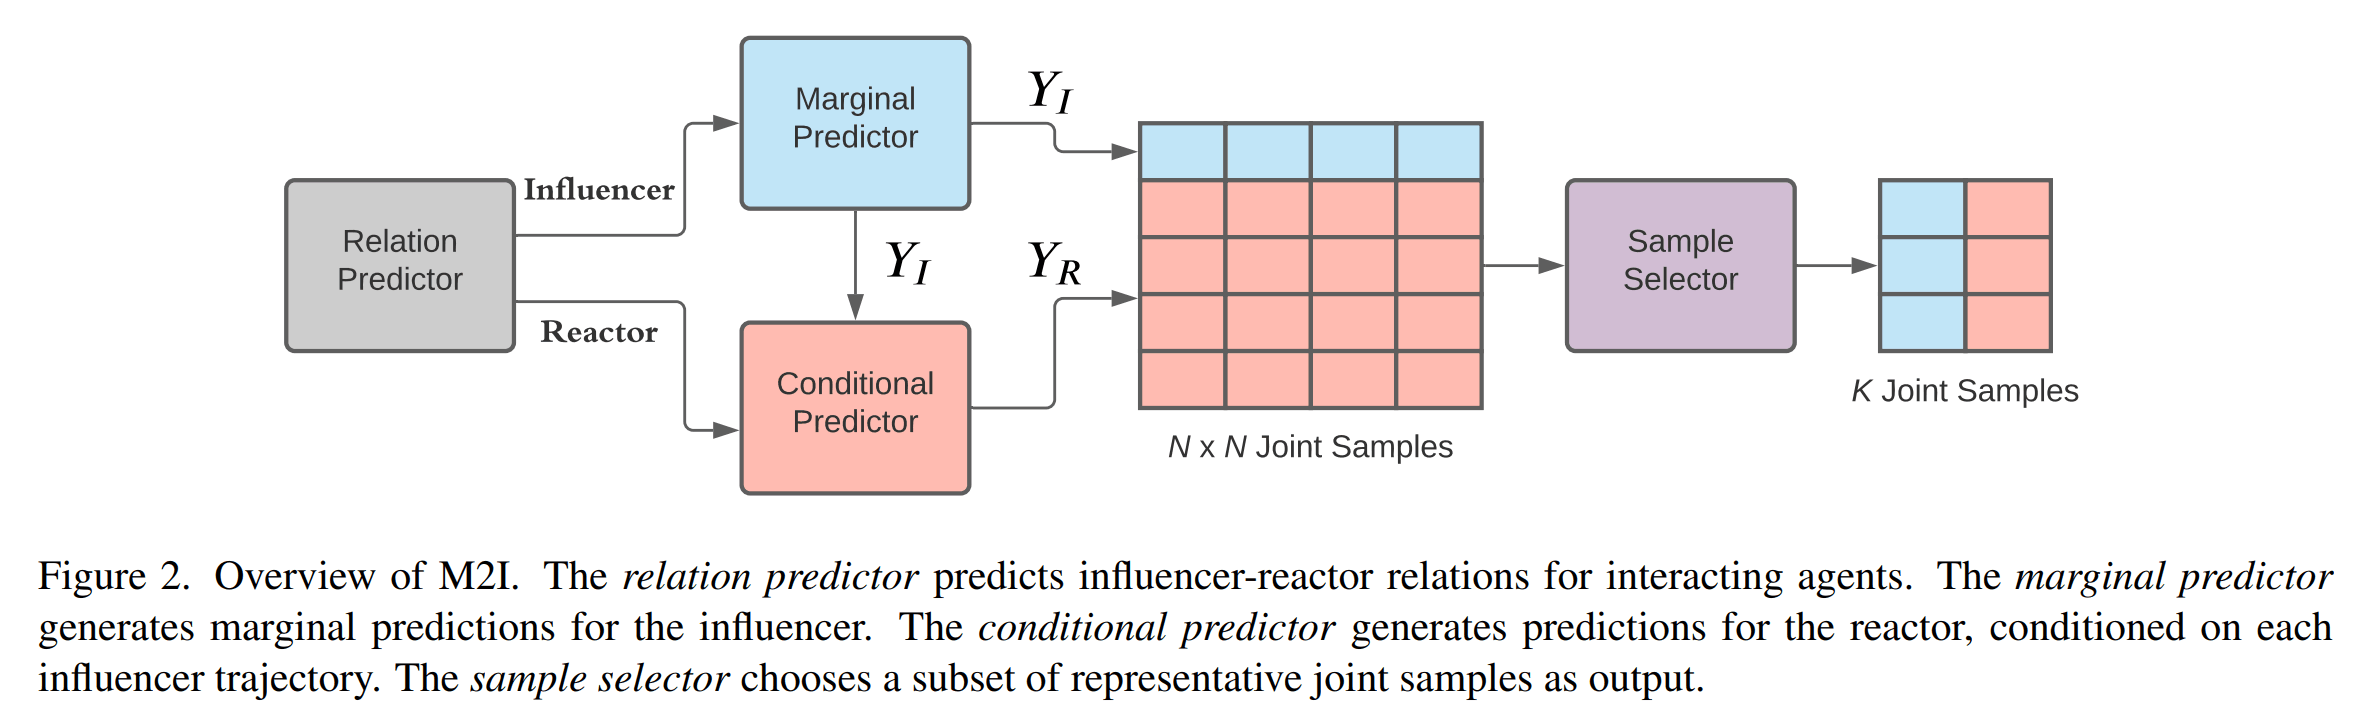 Marginal
Predictor
Y_I
Influencer
Relation
Predictor
Y_I
Y_R
Sample
Selector
Reactor
Conditional
Predictor
K Joint Samples
N x N Joint Samples
Figure 2. Overview of M2I. The relation predictor predicts influencer-reactor relations for interacting agents. The marginal predictor
generates marginal predictions for the influencer. The conditional predictor generates predictions for the reactor, conditioned on each
influencer trajectory. The sample selector chooses a subset of representative joint samples as output.